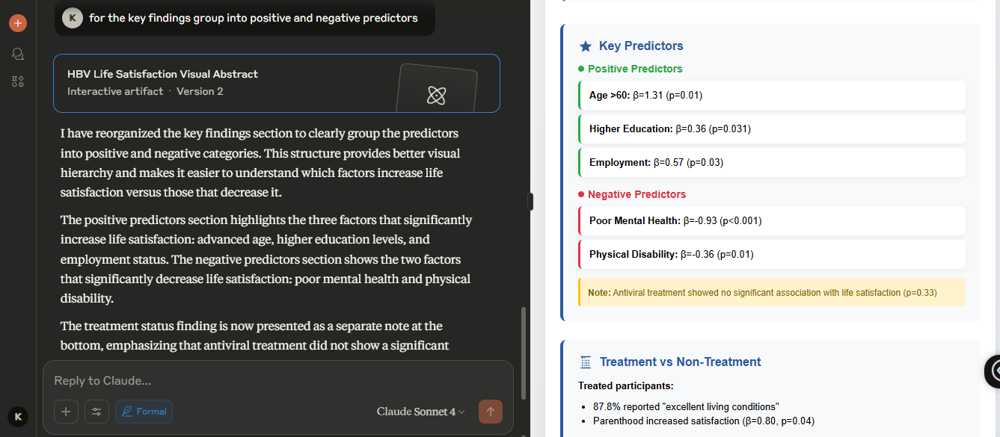 K
for the key findings group into positive and negative predictors
HBV Life Satisfaction Visual Abstract
Interactive artifact · Version 2
I have reorganized the key findings section to clearly group the predictors
into positive and negative categories. This structure provides better visual
hierarchy and makes it easier to understand which factors increase life
satisfaction versus those that decrease it.
The positive predictors section highlights the three factors that significantly
increase life satisfaction: advanced age, higher education levels, and
employment status. The negative predictors section shows the two factors
that significantly decrease life satisfaction: poor mental health and physical
disability.
The treatment status finding is now presented as a separate note at the
bottom, emphasizing that antiviral treatment did not show a significant
Reply to Claude...
Formal
Claude Sonnet 4
K
Key Predictors
Positive Predictors
Age >60: β=1.31 (p=0.01)
Higher Education: β=0.36 (p=0.031)
Employment: β=0.57 (p=0.03)
Negative Predictors
Poor Mental Health: β=-0.93 (p<0.001)
Physical Disability: β=-0.36 (p=0.01)
Note: Antiviral treatment showed no significant association with life satisfaction (p=0.33)
Treatment vs Non-Treatment
Treated participants:
• 87.8% reported "excellent living conditions"
• Parenthood increased satisfaction (β=0.80, p=0.04)